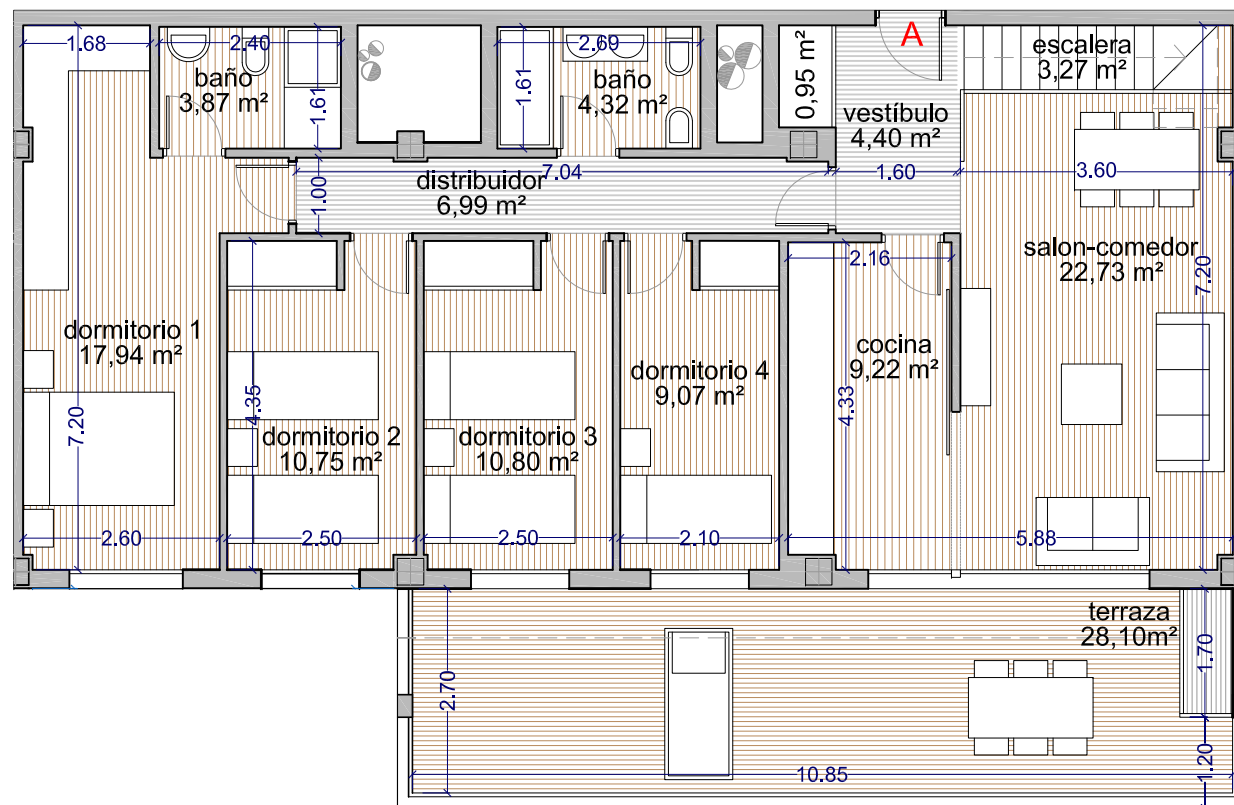 1.68
2.40
baño
3,87 m²
1.61
2.69
baño
4,32 m²
1.61
0,95 m²
A
vestíbulo
4,40 m²
escalera
3,27 m²
distribuidor
6,99 m²
7.04
1.00
1.60
3.60
salon-comedor
22,73 m²
7.20
2.16
dormitorio 1
17,94 m²
7.20
4.35
dormitorio 2
10,75 m²
dormitorio 3
10,80 m²
dormitorio 4
9,07 m²
cocina
9,22 m²
4.33
2.60
2.50
2.50
2.10
5.88
terraza
28,10m²
1.70
2.70
10.85
1.20